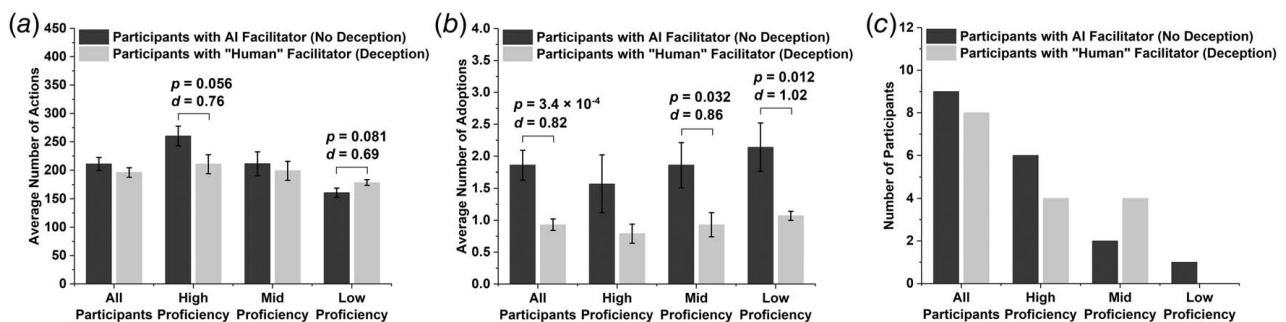 (a)
Participants with AI Facilitator (No Deception)
Participants with "Human" Facilitator (Deception)
Average Number of Actions
450
400
350
300
250
200
150
100
50
0
p = 0.056
d = 0.76
p = 0.081
d = 0.69
All High Mid Low
Participants Proficiency Proficiency Proficiency
(b)
Participants with AI Facilitator (No Deception)
Participants with "Human" Facilitator (Deception)
Average Number of Adoptions
4.0
3.5
3.0
2.5
2.0
1.5
1.0
0.5
0.0
p = 3.4 × 10⁻⁴
d = 0.82
p = 0.032
d = 0.86
p = 0.012
d = 1.02
All High Mid Low
Participants Proficiency Proficiency Proficiency
(c)
Participants with AI Facilitator (No Deception)
Participants with "Human" Facilitator (Deception)
Number of Participants
12
10
8
6
4
2
0
All High Mid Low
Participants Proficiency Proficiency Proficiency